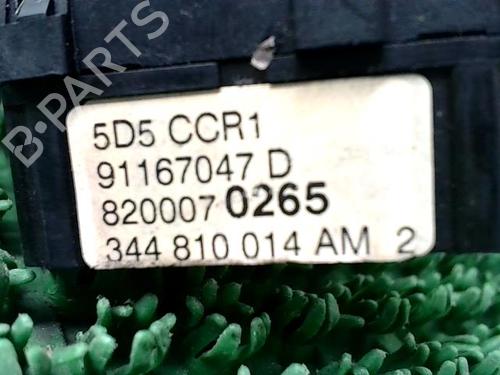 B-PARTS
5D5 CCR1
91167047 D
820007 0265
344 810 014 AM 2